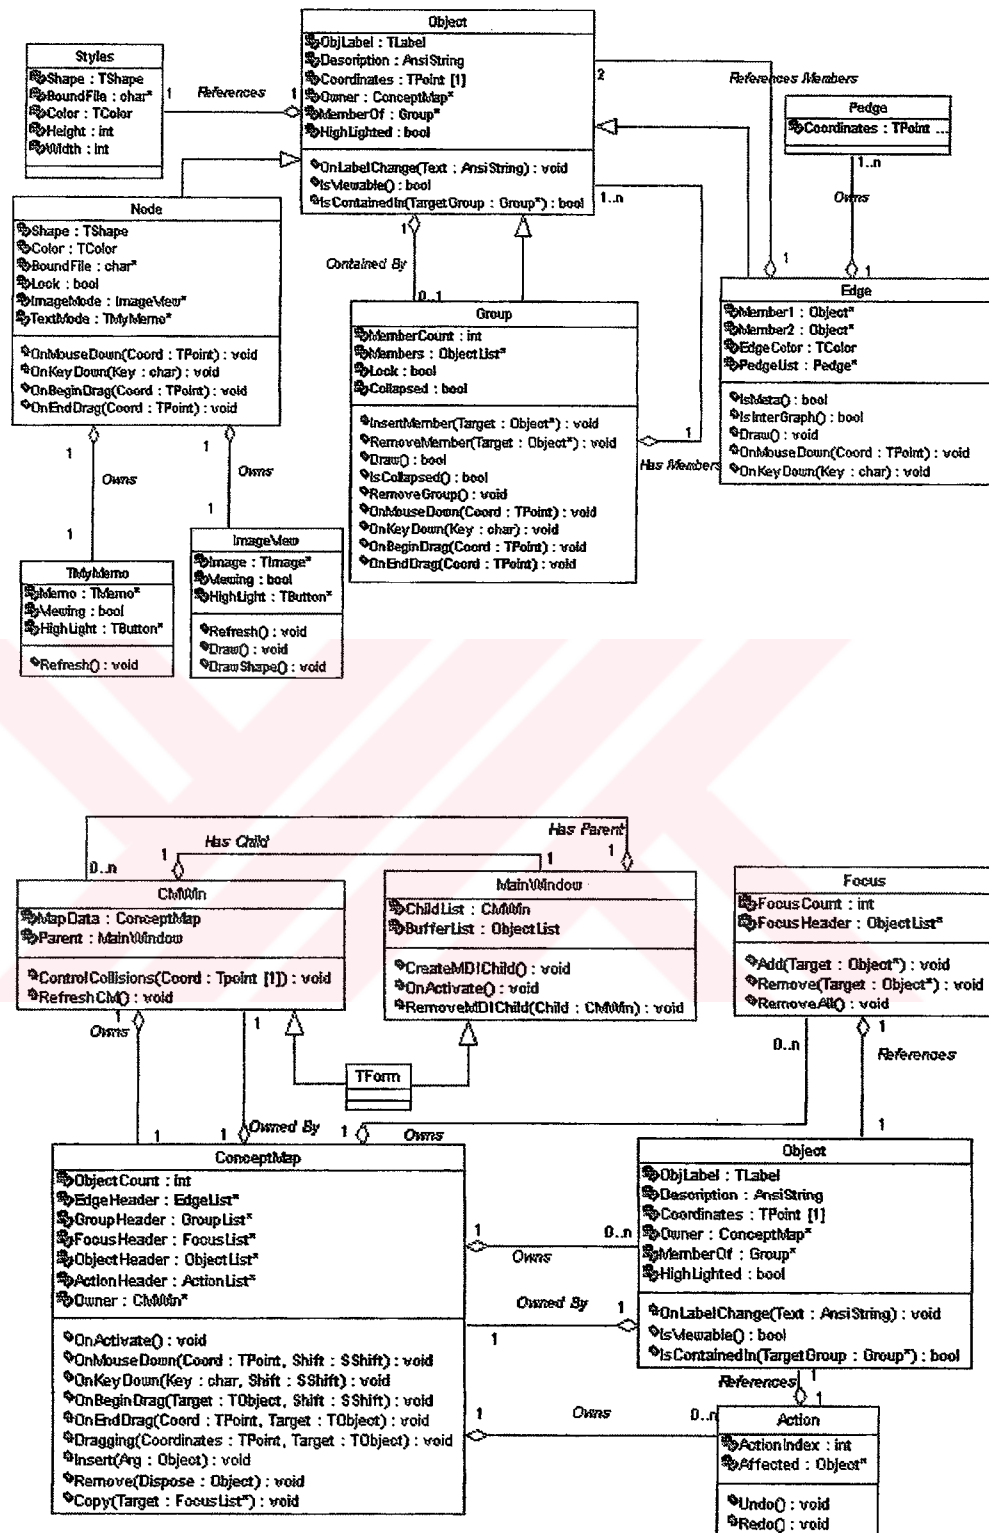 Object
ObjLabel : TLabel
Description : AnsiString
Coordinates : TPoint [1]
Owner : ConceptMap*
MemberOf : Group*
HighLighted : bool
OnLabelChange(Text : AnsiString) : void
IsViewable() : bool
IsContainedIn(TargetGroup : Group*) : bool
Styles
Shape : TShape
BoundFile : char*
Color : TColor
Height : int
Width : int
1
References
1
2
References Members
Pedge
Coordinates : TPoint ...
1..n
Owns
1
1
1..n
Node
Shape : TShape
Color : TColor
BoundFile : char*
Lock : bool
ImageMode : ImageView*
TextMode : TMyMemo*
OnMouseDown(Coord : TPoint) : void
OnKeyDown(Key : char) : void
OnBeginDrag(Coord : TPoint) : void
OnEndDrag(Coord : TPoint) : void
1
Contained By
0..1
Group
MemberCount : int
Members : ObjectList*
Lock : bool
Collapsed : bool
InsertMember(Target : Object*) : void
RemoveMember(Target : Object*) : void
Draw() : bool
IsCollapsed() : bool
RemoveGroup() : void
OnMouseDown(Coord : TPoint) : void
OnKeyDown(Key : char) : void
OnBeginDrag(Coord : TPoint) : void
OnEndDrag(Coord : TPoint) : void
1
Has Members
Edge
Member1 : Object*
Member2 : Object*
EdgeColor : TColor
PedgeList : Pedge*
IsMeta() : bool
IsInterGraph() : bool
Draw() : void
OnMouseDown(Coord : TPoint) : void
OnKeyDown(Key : char) : void
1
Owns
1
1
Owns
1
TMyMemo
Memo : TMemo*
Viewing : bool
HighLight : TButton*
Refresh() : void
ImageView
Image : TImage*
Viewing : bool
HighLight : TButton*
Refresh() : void
Draw() : void
DrawShape() : void
Has Parent
Has Child
0..n
1
1
1
CMWin
MapData : ConceptMap
Parent : MainWindow
ControlCollisions(Coord : Tpoint [1]) : void
RefreshCM() : void
MainWindow
ChildList : CMWin
BufferList : ObjectList
CreateMDIChild() : void
OnActivate() : void
RemoveMDIChild(Child : CMWin) : void
Focus
FocusCount : int
FocusHeader : ObjectList*
Add(Target : Object*) : void
Remove(Target : Object*) : void
RemoveAll() : void
1
Owns
1
TForm
0..n
1
References
1
1
1
Owned By
1
Owns
ConceptMap
ObjectCount : int
EdgeHeader : EdgeList*
GroupHeader : GroupList*
FocusHeader : FocusList*
ObjectHeader : ObjectList*
ActionHeader : ActionList*
Owner : CMWin*
OnActivate() : void
OnMouseDown(Coord : TPoint, Shift : SShift) : void
OnKeyDown(Key : char, Shift : SShift) : void
OnBeginDrag(Target : TObject, Shift : SShift) : void
OnEndDrag(Coord : TPoint, Target : TObject) : void
Dragging(Coordinates : TPoint, Target : TObject) : void
Insert(Arg : Object) : void
Remove(Dispose : Object) : void
Copy(Target : FocusList*) : void
1
Owns
0..n
Owned By
1
1
1
Owns
0..n
Object
ObjLabel : TLabel
Description : AnsiString
Coordinates : TPoint [1]
Owner : ConceptMap*
MemberOf : Group*
HighLighted : bool
OnLabelChange(Text : AnsiString) : void
IsViewable() : bool
IsContainedIn(TargetGroup : Group*) : bool
1
References
1
Action
ActionIndex : int
Affected : Object*
Undo() : void
Redo() : void